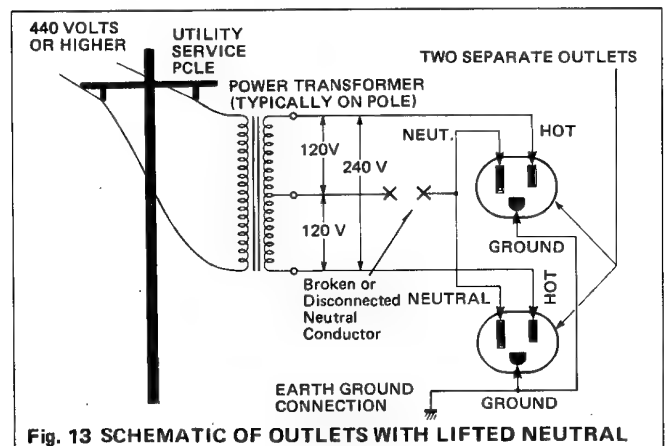 440 VOLTS
OR HIGHER
UTILITY
SERVICE
PCLE
TWO SEPARATE OUTLETS
POWER TRANSFORMER
(TYPICALLY ON POLE)
NEUT.
HOT
120V
240 V
120 V
GROUND
Broken or
Disconnected
Neutral
Conductor
NEUTRAL
HOT
EARTH GROUND
CONNECTION
GROUND
Fig. 13 SCHEMATIC OF OUTLETS WITH LIFTED NEUTRAL